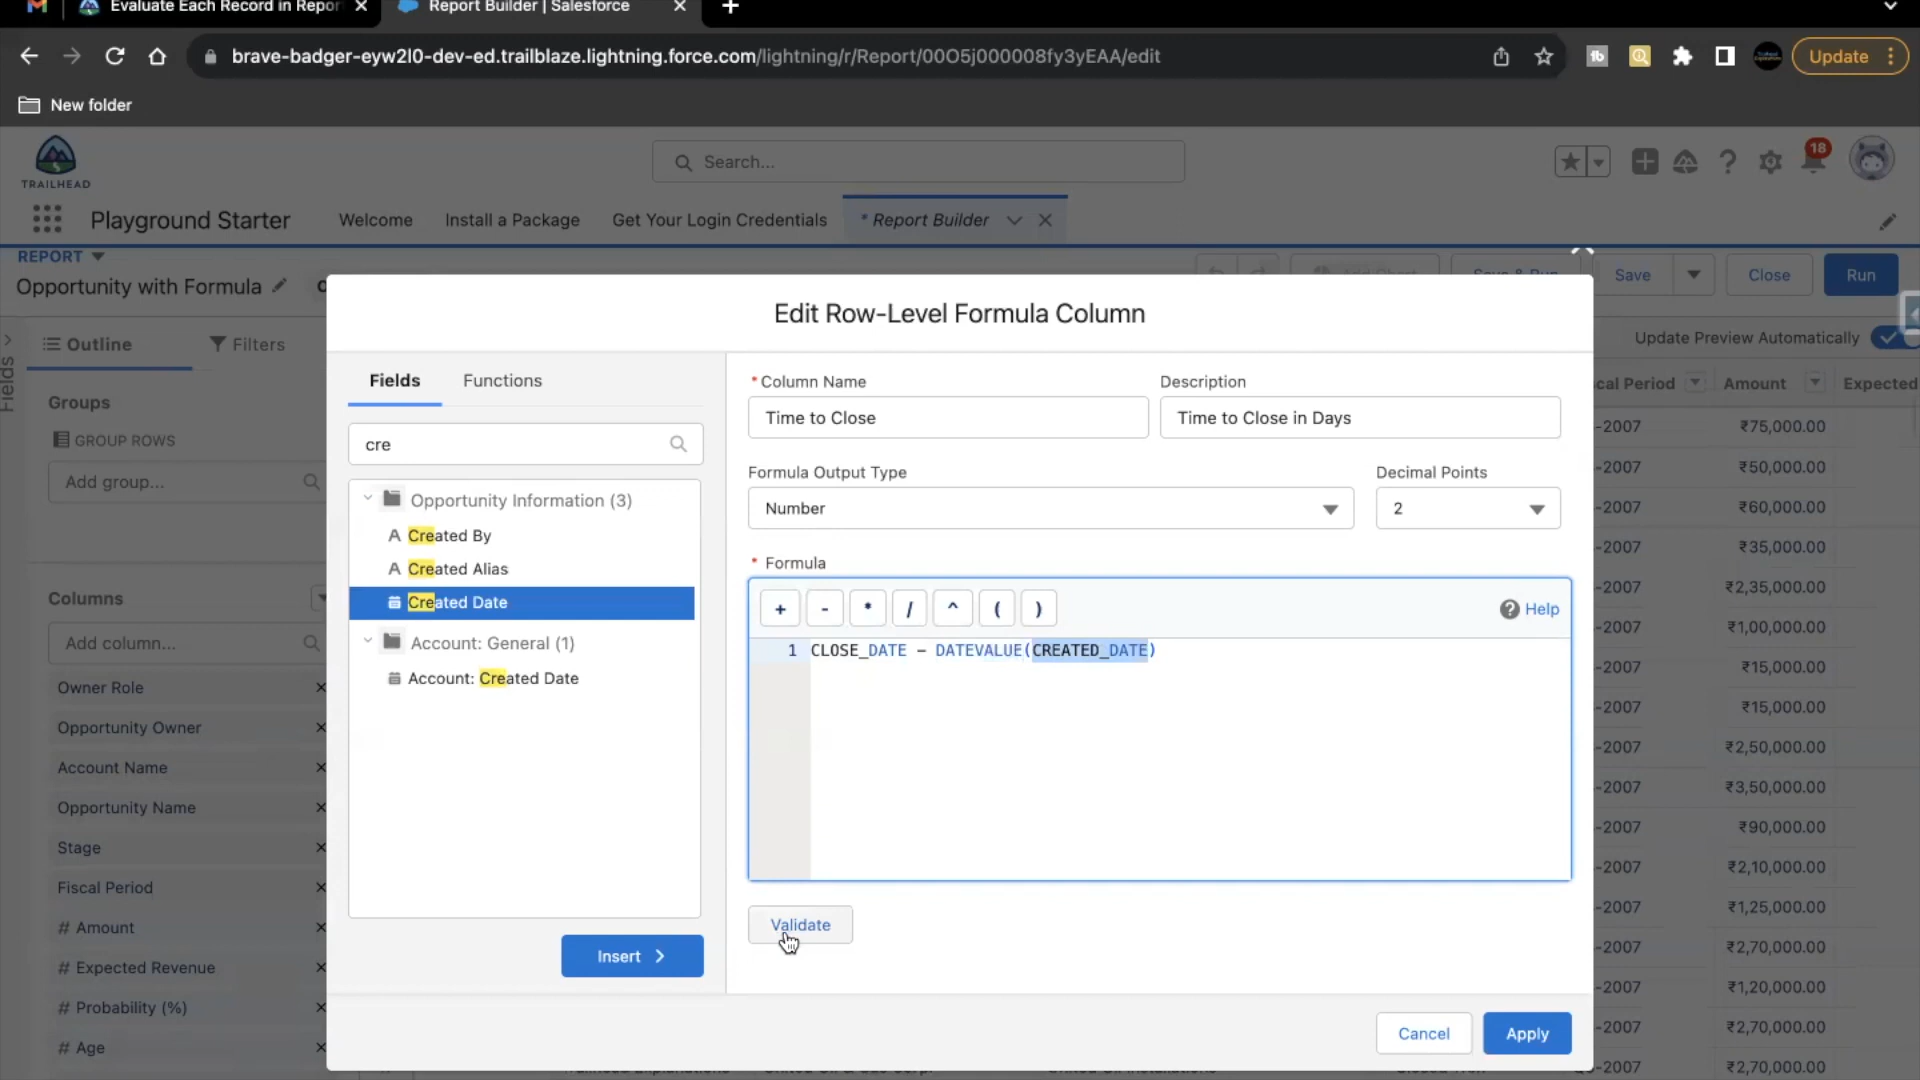 Evaluate Each Record in Repor
Report Builder | Salesforce
brave-badger-eyw2l0-dev-ed.trailblaze.lightning.force.com/lightning/r/Report/00O5j000008fy3yEAA/edit
Update
New folder
TRAILHEAD
Search...
18
Playground Starter
Welcome
Install a Package
Get Your Login Credentials
* Report Builder
REPORT
Opportunity with Formula
Add Chart
Save & Run
Save
Close
Run
Fields
Outline
Filters
Update Preview Automatically
Groups
GROUP ROWS
Add group...
Columns
Add column...
Owner Role
Opportunity Owner
Account Name
Opportunity Name
Stage
Fiscal Period
# Amount
# Expected Revenue
# Probability (%)
# Age
Edit Row-Level Formula Column
Fields
Functions
cre
Opportunity Information (3)
A Created By
A Created Alias
Created Date
Account: General (1)
Account: Created Date
Insert
* Column Name
Time to Close
Description
Time to Close in Days
Formula Output Type
Number
Decimal Points
2
* Formula
+ - * / ^ ( )
Help
1 CLOSE_DATE - DATEVALUE(CREATED_DATE)
Validate
Cancel
Apply
cal Period Amount Expected
-2007 ₹75,000.00
-2007 ₹50,000.00
-2007 ₹60,000.00
-2007 ₹35,000.00
-2007 ₹2,35,000.00
-2007 ₹1,00,000.00
-2007 ₹15,000.00
-2007 ₹15,000.00
-2007 ₹2,50,000.00
-2007 ₹3,50,000.00
-2007 ₹90,000.00
-2007 ₹2,10,000.00
-2007 ₹1,25,000.00
-2007 ₹2,70,000.00
-2007 ₹1,20,000.00
-2007 ₹2,70,000.00
-2007 ₹2,70,000.00